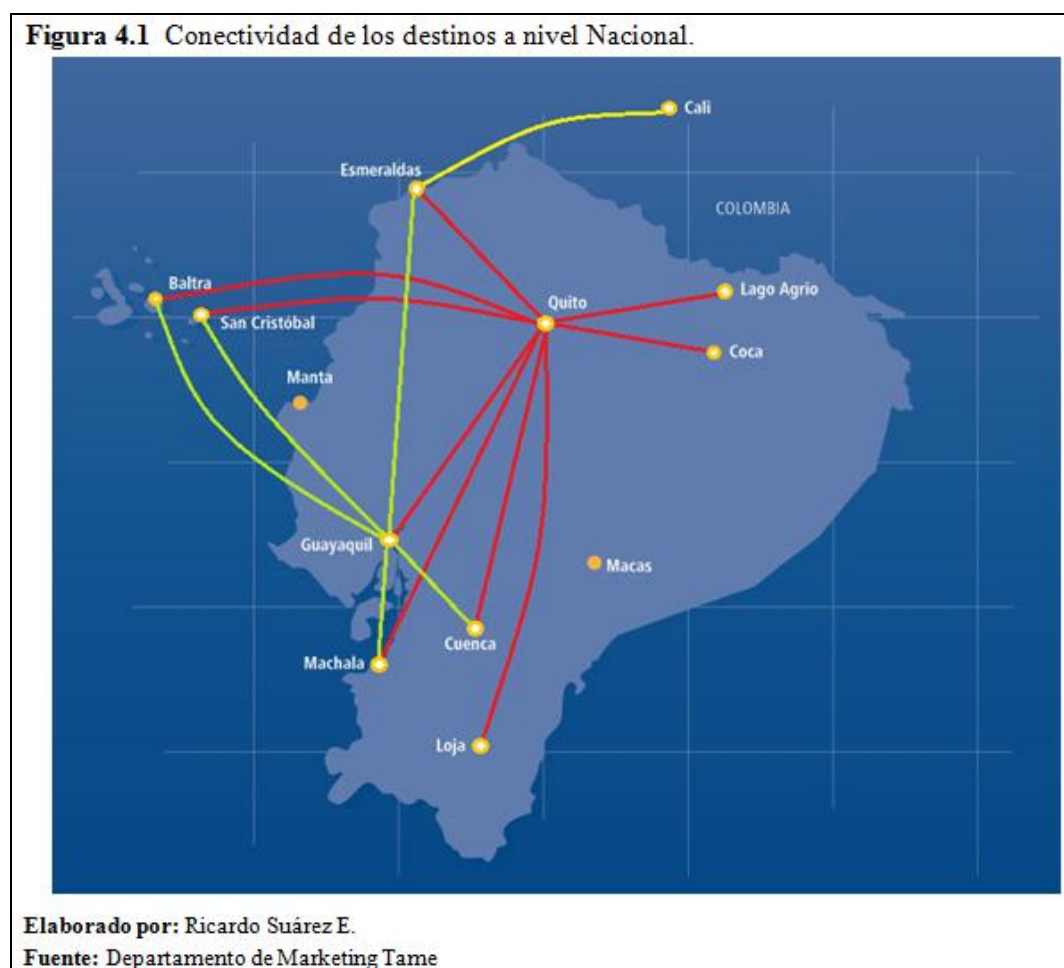 Figura 4.1 Conectividad de los destinos a nivel Nacional.
Cali
Esmeraldas
COLOMBIA
Baltra
Lago Agrio
Quito
San Cristóbal
Coca
Manta
Guayaquil
Macas
Cuenca
Machala
Loja
Elaborado por: Ricardo Suárez E.
Fuente: Departamento de Marketing Tame